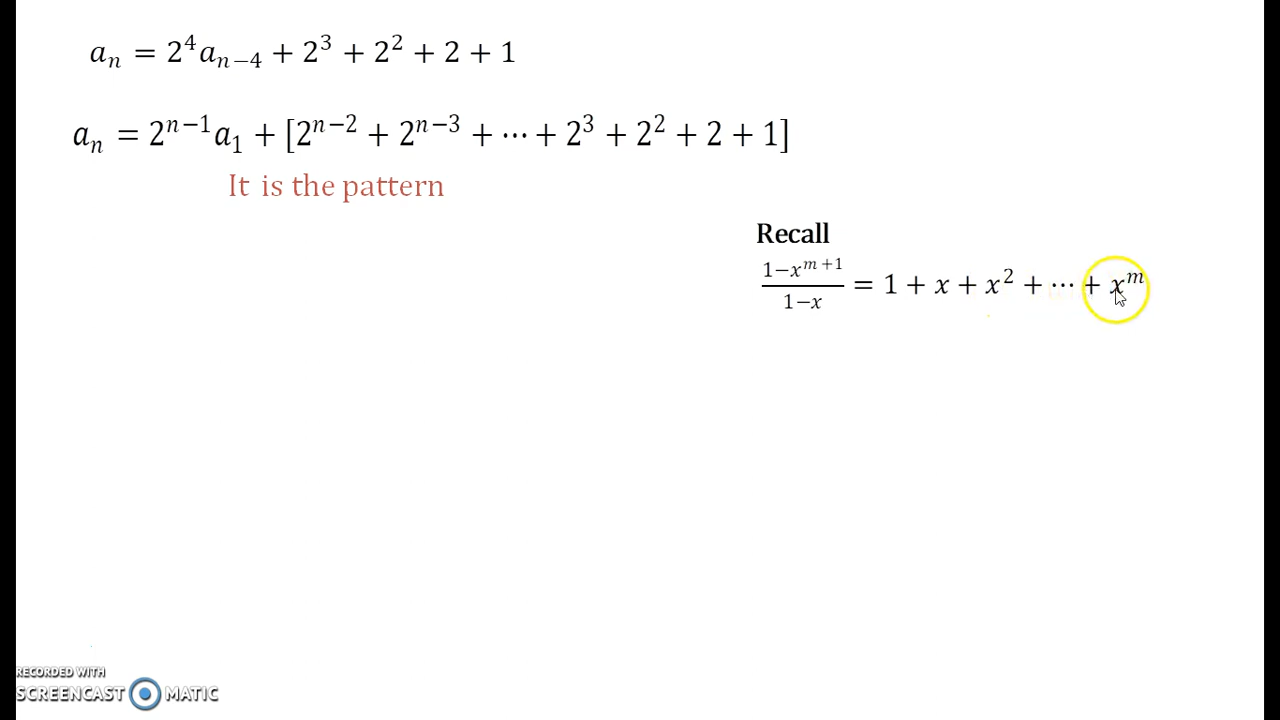 aₙ = 2⁴aₙ₋₄ + 2³ + 2² + 2 + 1
aₙ = 2ⁿ⁻¹a₁ + [2ⁿ⁻² + 2ⁿ⁻³ + ⋯ + 2³ + 2² + 2 + 1]
It is the pattern
Recall
(1−x^(m+1))/(1−x) = 1 + x + x² + ⋯ + xᵐ
RECORDED WITH
SCREENCAST MATIC